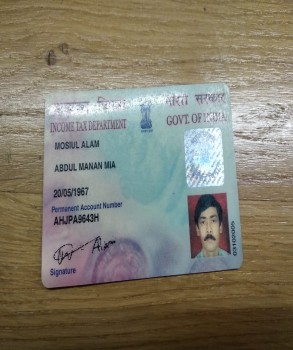 आयकर विभाग भारत सरकार
INCOME TAX DEPARTMENT GOVT. OF INDIA
MOSIUL ALAM
ABDUL MANAN MIA
20/05/1967
Permanent Account Number
AHJPA9643H
Alam
Signature